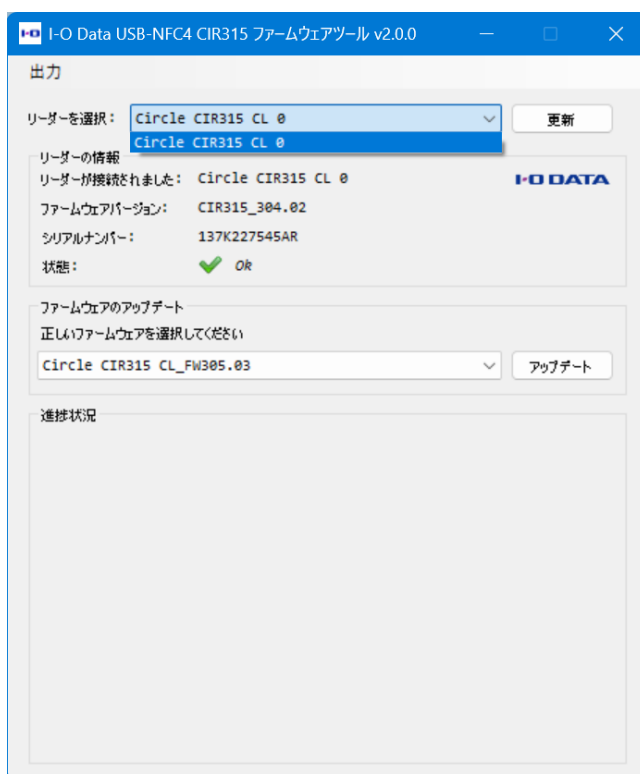 I-O Data USB-NFC4 CIR315 ファームウェアツール v2.0.0
出力
リーダーを選択： Circle CIR315 CL 0 更新
Circle CIR315 CL 0
リーダーの情報
リーダーが接続されました： Circle CIR315 CL 0 I-O DATA
ファームウェアバージョン： CIR315_304.02
シリアルナンバー： 137K227545AR
状態： Ok
ファームウェアのアップデート
正しいファームウェアを選択してください
Circle CIR315 CL_FW305.03 アップデート
進捗状況